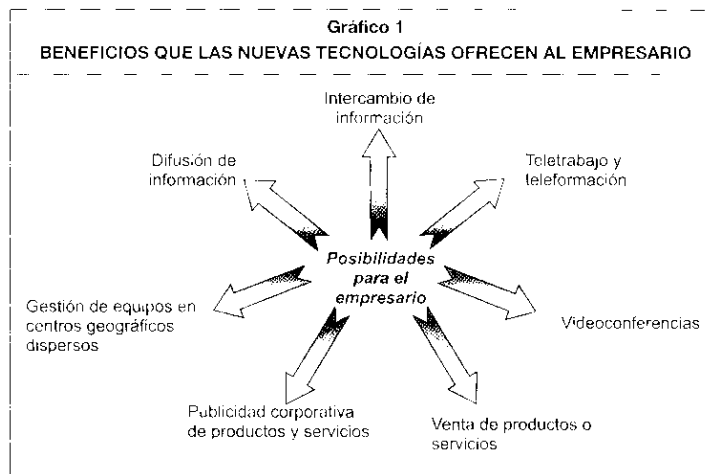 Gráfico 1
BENEFICIOS QUE LAS NUEVAS TECNOLOGÍAS OFRECEN AL EMPRESARIO
Intercambio de
información
Difusión de
información
Teletrabajo y
teleformación
Posibilidades
para el
empresario
Gestión de equipos en
centros geográficos
dispersos
Videoconferencias
Publicidad corporativa
de productos y servicios
Venta de productos o
servicios